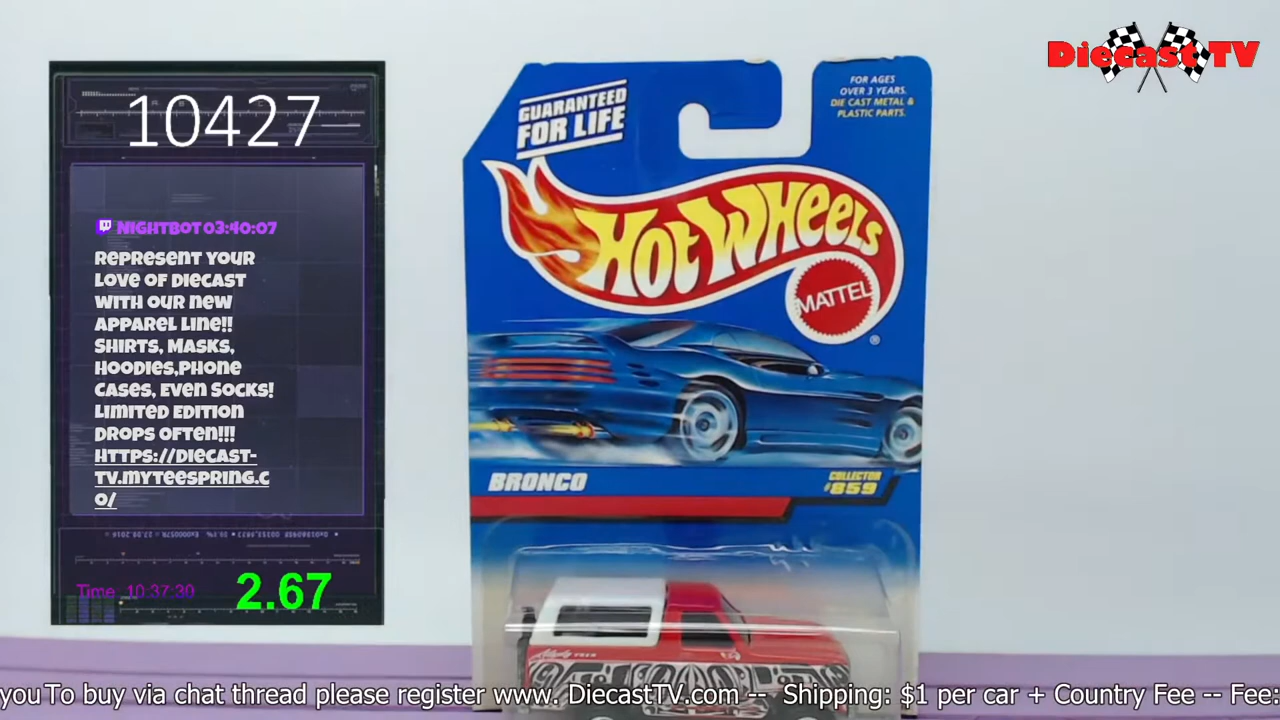 Diecast TV
10427
GUARANTEED
FOR LIFE
FOR AGES
OVER 3 YEARS.
DIE CAST METAL &
PLASTIC PARTS.
HOT WHEELS
MATTEL
®
NIGHTBOT 03:40:07
REPRESENT YOUR
LOVE OF DIECAST
WITH OUR NEW
APPAREL LINE!!
SHIRTS, MASKS,
HOODIES,PHONE
CASES, EVEN SOCKS!
LIMITED EDITION
DROPS OFTEN!!!
HTTPS://DIECAST-
TV.MYTEESPRING.C
O/
BRONCO
COLLECTOR
#859
Time 10:37:30
2.67
you To buy via chat thread please register www. DiecastTV.com -- Shipping: $1 per car + Country Fee -- Fee: